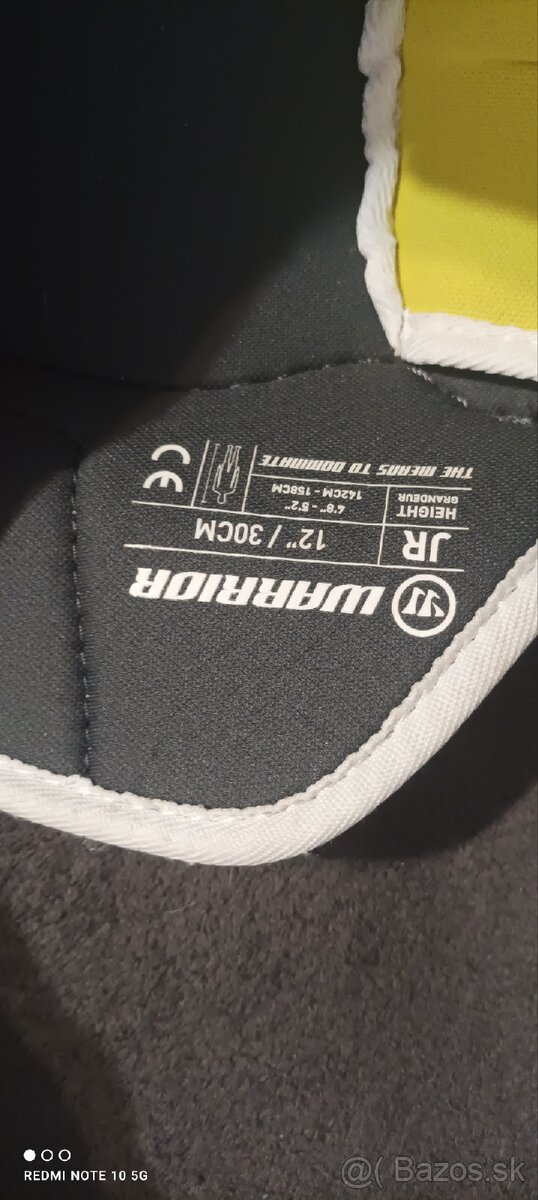 WARRIOR
JR 12" / 30CM
HEIGHT 4'8" - 5'2"
GRANDEUR 142CM - 158CM
THE MEANS TO DOMINATE
CE
REDMI NOTE 10 5G
@( Bazos.sk